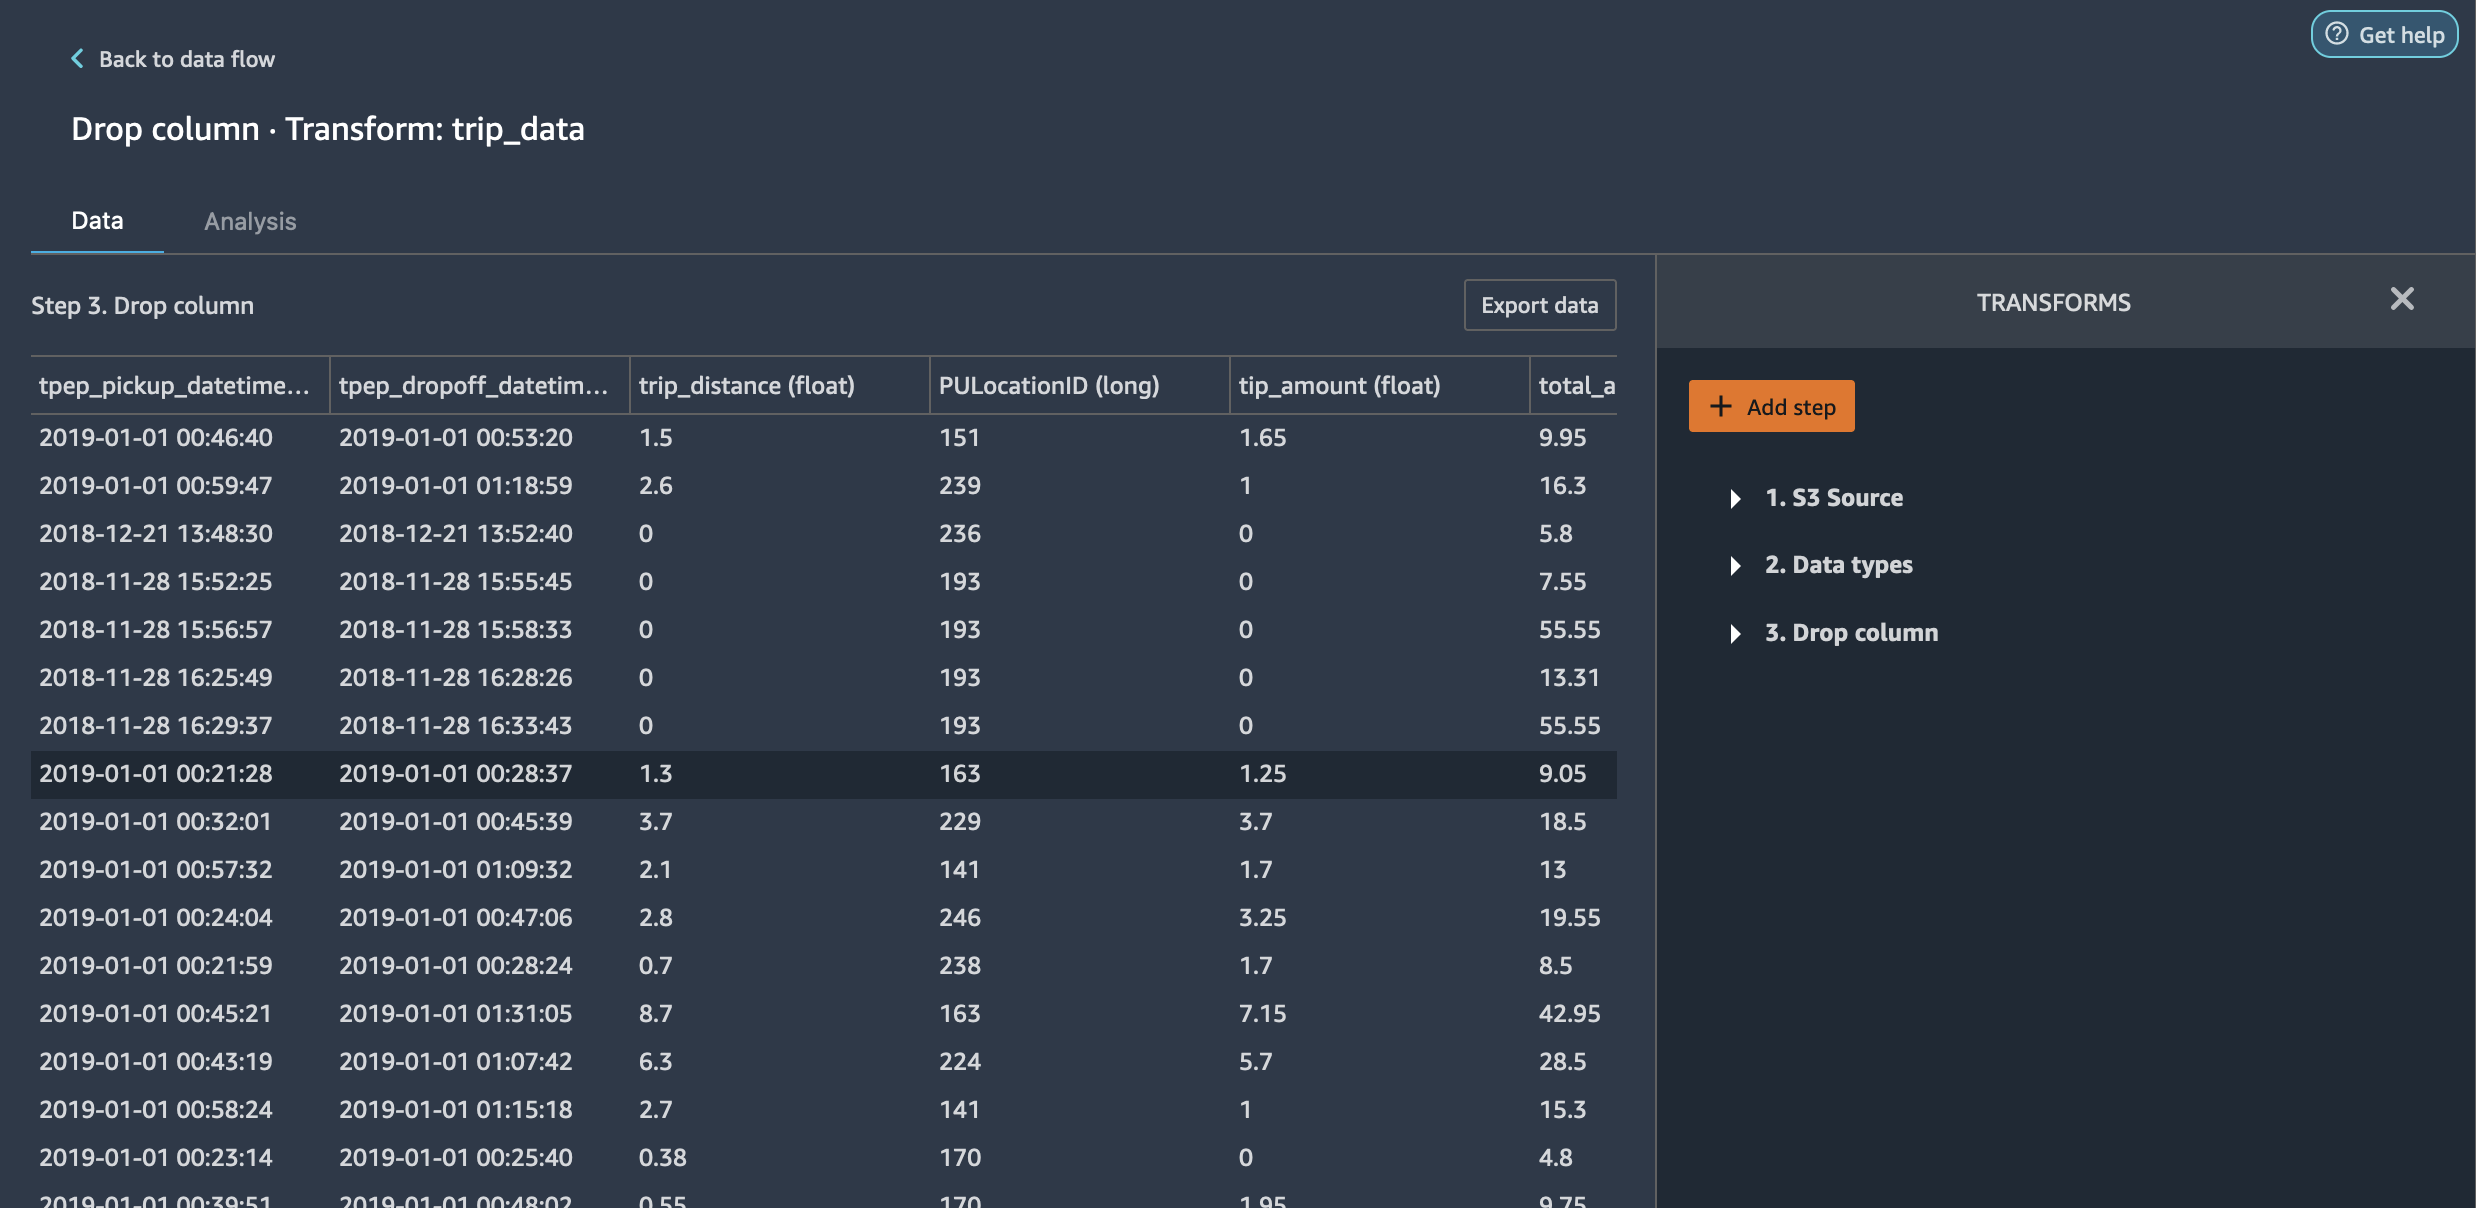 Get help
Back to data flow
Drop column · Transform: trip_data
Data Analysis
Step 3. Drop column
Export data
TRANSFORMS
tpep_pickup_datetime... tpep_dropoff_datetim... trip_distance (float) PULocationID (long) tip_amount (float) total_a
2019-01-01 00:46:40 2019-01-01 00:53:20 1.5 151 1.65 9.95
2019-01-01 00:59:47 2019-01-01 01:18:59 2.6 239 1 16.3
2018-12-21 13:48:30 2018-12-21 13:52:40 0 236 0 5.8
2018-11-28 15:52:25 2018-11-28 15:55:45 0 193 0 7.55
2018-11-28 15:56:57 2018-11-28 15:58:33 0 193 0 55.55
2018-11-28 16:25:49 2018-11-28 16:28:26 0 193 0 13.31
2018-11-28 16:29:37 2018-11-28 16:33:43 0 193 0 55.55
2019-01-01 00:21:28 2019-01-01 00:28:37 1.3 163 1.25 9.05
2019-01-01 00:32:01 2019-01-01 00:45:39 3.7 229 3.7 18.5
2019-01-01 00:57:32 2019-01-01 01:09:32 2.1 141 1.7 13
2019-01-01 00:24:04 2019-01-01 00:47:06 2.8 246 3.25 19.55
2019-01-01 00:21:59 2019-01-01 00:28:24 0.7 238 1.7 8.5
2019-01-01 00:45:21 2019-01-01 01:31:05 8.7 163 7.15 42.95
2019-01-01 00:43:19 2019-01-01 01:07:42 6.3 224 5.7 28.5
2019-01-01 00:58:24 2019-01-01 01:15:18 2.7 141 1 15.3
2019-01-01 00:23:14 2019-01-01 00:25:40 0.38 170 0 4.8
2019-01-01 00:39:51 2019-01-01 00:48:02 0.55 170 1.95 9.75
Add step
1. S3 Source
2. Data types
3. Drop column